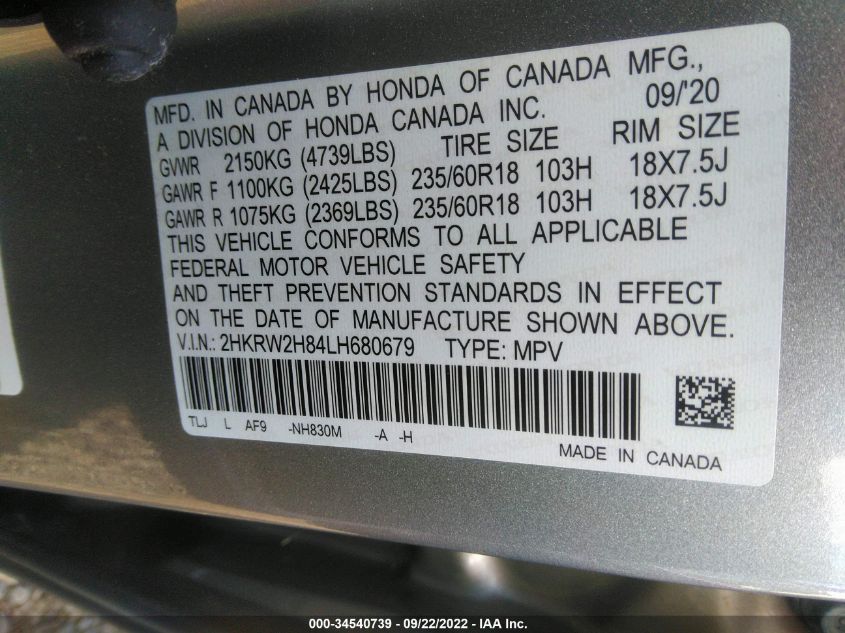 MFD. IN CANADA BY HONDA OF CANADA MFG.,
A DIVISION OF HONDA CANADA INC. 09/'20
GVWR 2150KG (4739LBS) TIRE SIZE RIM SIZE
GAWR F 1100KG (2425LBS) 235/60R18 103H 18X7.5J
GAWR R 1075KG (2369LBS) 235/60R18 103H 18X7.5J
THIS VEHICLE CONFORMS TO ALL APPLICABLE
FEDERAL MOTOR VEHICLE SAFETY
AND THEFT PREVENTION STANDARDS IN EFFECT
ON THE DATE OF MANUFACTURE SHOWN ABOVE.
V.I.N.: 2HKRW2H84LH680679 TYPE: MPV
TLJ L AF9 -NH830M -A -H
MADE IN CANADA
000-34540739 - 09/22/2022 - IAA Inc.